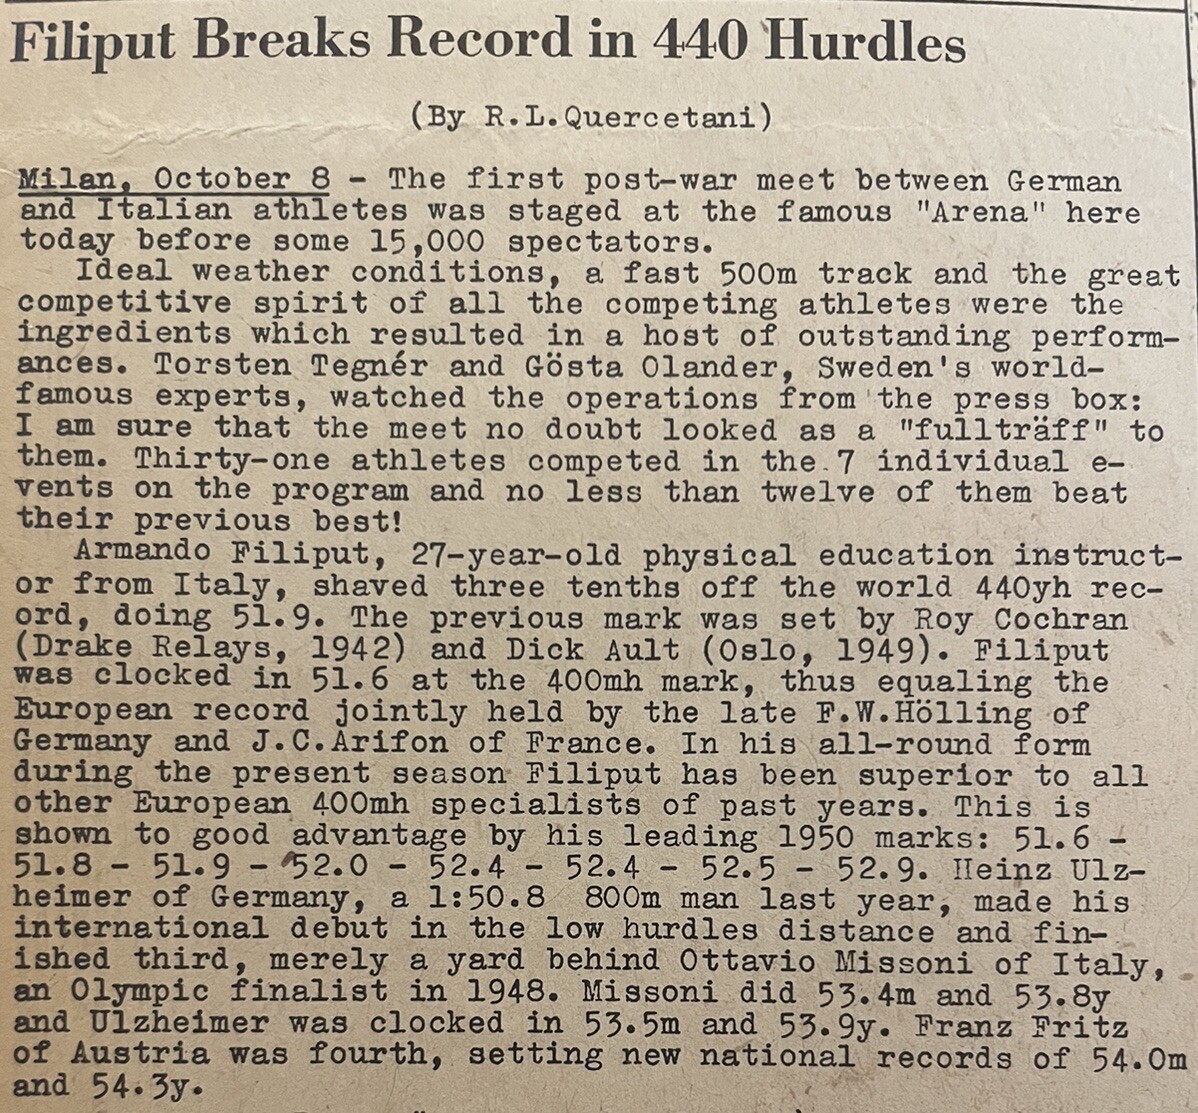 Filiput Breaks Record in 440 Hurdles
(By R.L.Quercetani)
Milan, October 8 - The first post-war meet between German
and Italian athletes was staged at the famous "Arena" here
today before some 15,000 spectators.
Ideal weather conditions, a fast 500m track and the great
competitive spirit of all the competing athletes were the
ingredients which resulted in a host of outstanding perform-
ances. Torsten Tegnér and Gösta Olander, Sweden's world-
famous experts, watched the operations from the press box:
I am sure that the meet no doubt looked as a "fullträff" to
them. Thirty-one athletes competed in the 7 individual e-
vents on the program and no less than twelve of them beat
their previous best!
Armando Filiput, 27-year-old physical education instruct-
or from Italy, shaved three tenths off the world 440yh rec-
ord, doing 51.9. The previous mark was set by Roy Cochran
(Drake Relays, 1942) and Dick Ault (Oslo, 1949). Filiput
was clocked in 51.6 at the 400mh mark, thus equaling the
European record jointly held by the late F.W.Hölling of
Germany and J.C.Arifon of France. In his all-round form
during the present season Filiput has been superior to all
other European 400mh specialists of past years. This is
shown to good advantage by his leading 1950 marks: 51.6 -
51.8 - 51.9 - 52.0 - 52.4 - 52.4 - 52.5 - 52.9. Heinz Ulz-
heimer of Germany, a 1:50.8 800m man last year, made his
international debut in the low hurdles distance and fin-
ished third, merely a yard behind Ottavio Missoni of Italy,
an Olympic finalist in 1948. Missoni did 53.4m and 53.8y
and Ulzheimer was clocked in 53.5m and 53.9y. Franz Fritz
of Austria was fourth, setting new national records of 54.0m
and 54.3y.